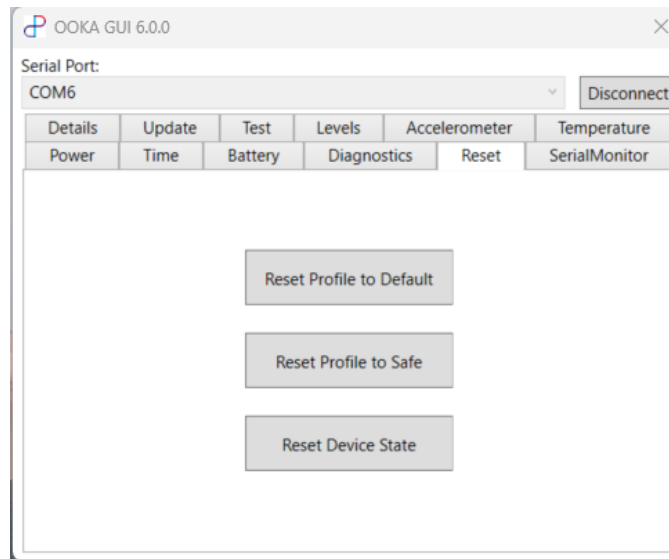 OOKA GUI 6.0.0
Serial Port:
COM6
Disconnect
Details Update Test Levels Accelerometer Temperature
Power Time Battery Diagnostics Reset SerialMonitor
Reset Profile to Default
Reset Profile to Safe
Reset Device State